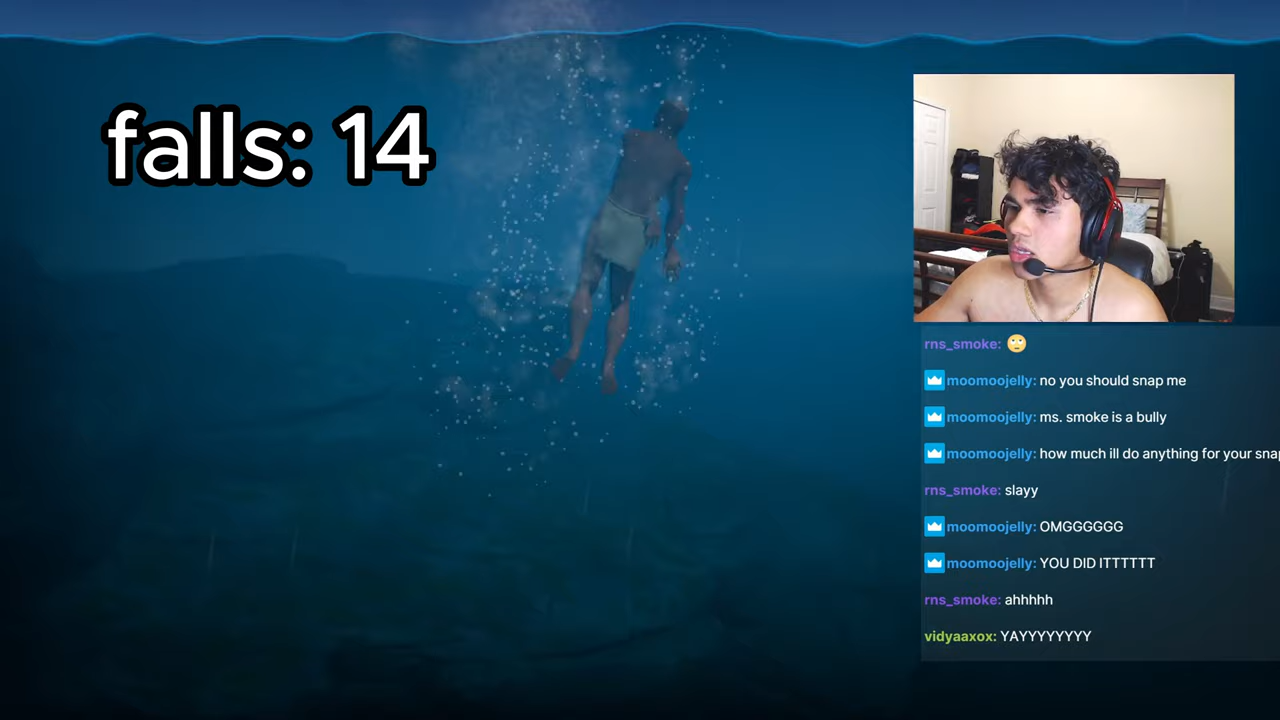 falls: 14
rns_smoke: 🙄
moomoojelly: no you should snap me
moomoojelly: ms. smoke is a bully
moomoojelly: how much ill do anything for your snap
rns_smoke: slayy
moomoojelly: OMGGGGGG
moomoojelly: YOU DID ITTTTTT
rns_smoke: ahhhhh
vidyaaxox: YAYYYYYYYY